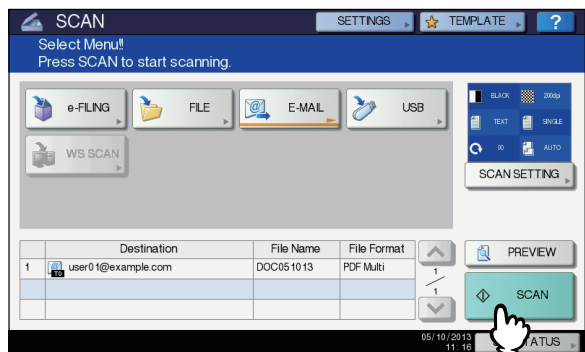 SCAN
SETTINGS
TEMPLATE
?
Select Menu!!
Press SCAN to start scanning.
e-FILING
FILE
E-MAIL
USB
WS SCAN
BLACK
200dpi
TEXT
SINGLE
90
AUTO
SCAN SETTING
Destination File Name File Format
1 TO user01@example.com DOC051013 PDF Multi
1
1
PREVIEW
SCAN
05/10/2013
11:16